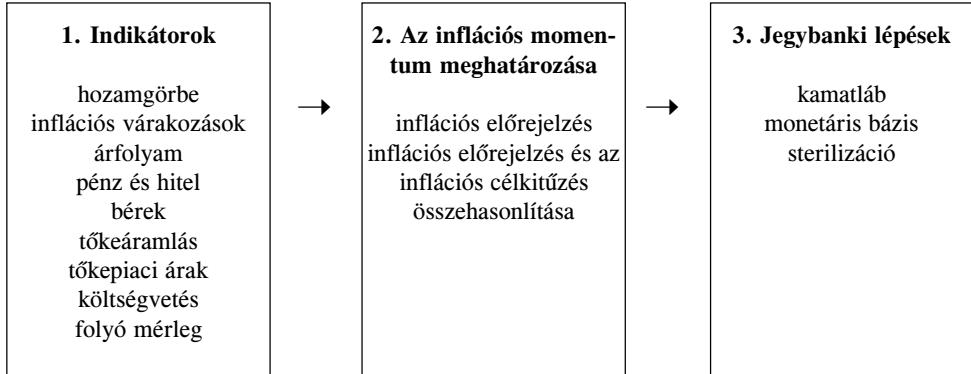 1. Indikátorok
hozamgörbe
inflációs várakozások
árfolyam
pénz és hitel
bérek
tőkeáramlás
tőkepiaci árak
költségvetés
folyó mérleg
→
2. Az inflációs momen-
tum meghatározása
inflációs előrejelzés
inflációs előrejelzés és az
inflációs célkitűzés
összehasonlítása
→
3. Jegybanki lépések
kamatláb
monetáris bázis
sterilizáció